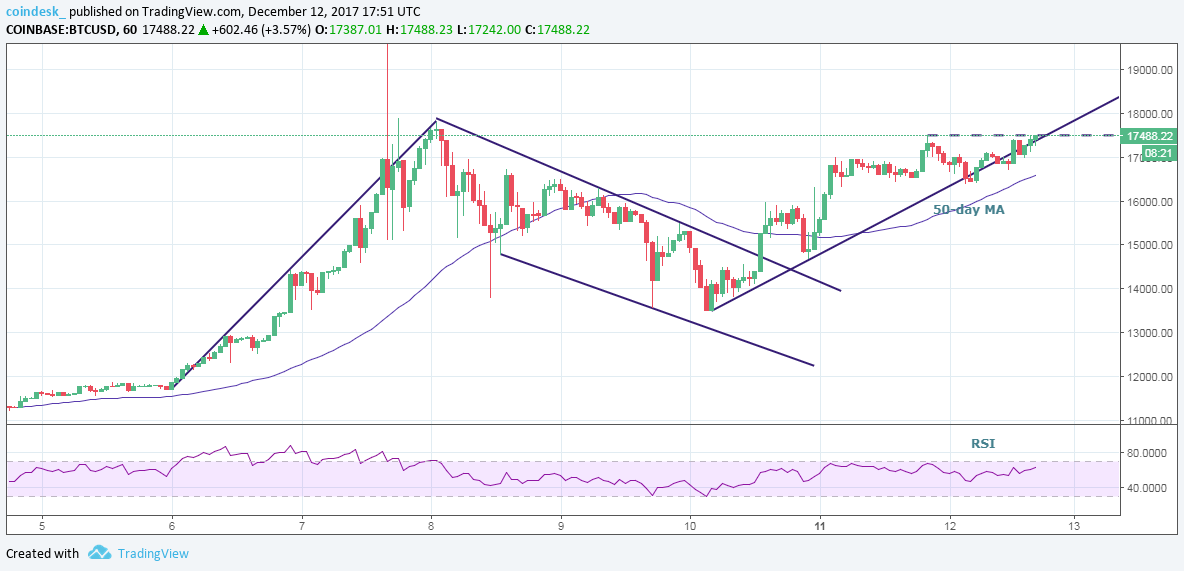 coindesk_ published on TradingView.com, December 12, 2017 17:51 UTC
COINBASE:BTCUSD, 60 17488.22 ▲ +602.46 (+3.57%) O:17387.01 H:17488.23 L:17242.00 C:17488.22
19000.00
18000.00
17488.22
08:21
16000.00
50-day MA
15000.00
14000.00
13000.00
12000.00
11000.00
RSI
80.0000
40.0000
5 6 7 8 9 10 11 12 13
Created with TradingView